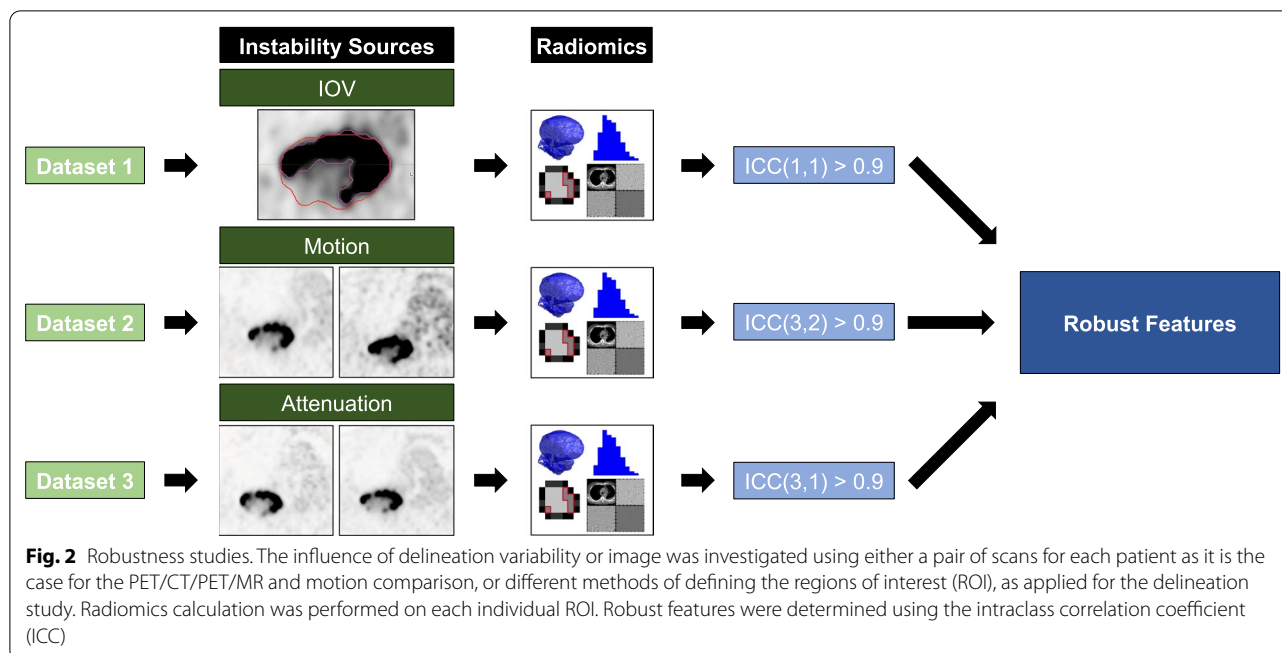 Instability Sources
Radiomics
IOV
Dataset 1
ICC(1,1) > 0.9
Motion
Dataset 2
ICC(3,2) > 0.9
Robust Features
Attenuation
Dataset 3
ICC(3,1) > 0.9
Fig. 2 Robustness studies. The influence of delineation variability or image was investigated using either a pair of scans for each patient as it is the
case for the PET/CT/PET/MR and motion comparison, or different methods of defining the regions of interest (ROI), as applied for the delineation
study. Radiomics calculation was performed on each individual ROI. Robust features were determined using the intraclass correlation coefficient
(ICC)